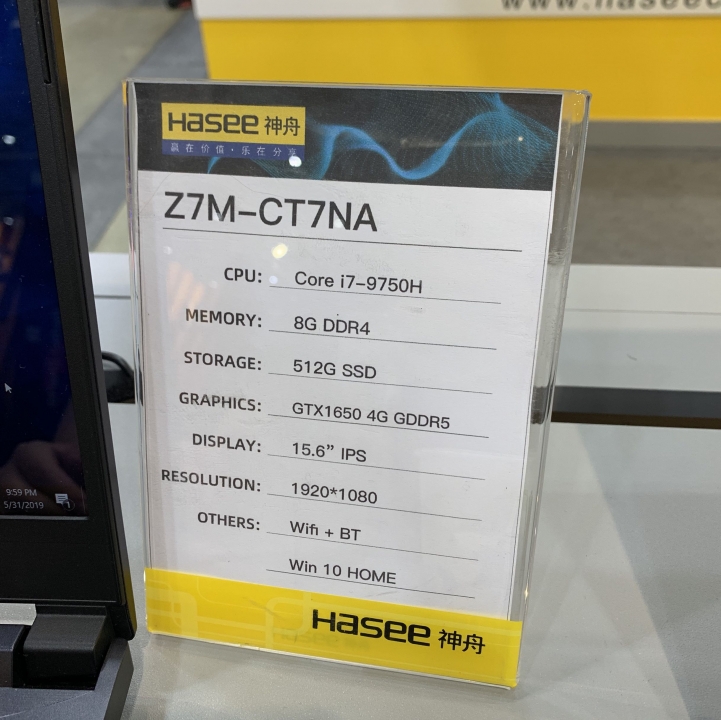 www.hasee
Hasee 神舟
赢在价值·乐在分享
Z7M-CT7NA
CPU: Core i7-9750H
MEMORY: 8G DDR4
STORAGE: 512G SSD
GRAPHICS: GTX1650 4G GDDR5
DISPLAY: 15.6” IPS
RESOLUTION: 1920*1080
OTHERS: Wifi + BT
Win 10 HOME
Hasee 神舟
9:59 PM
5/31/2019